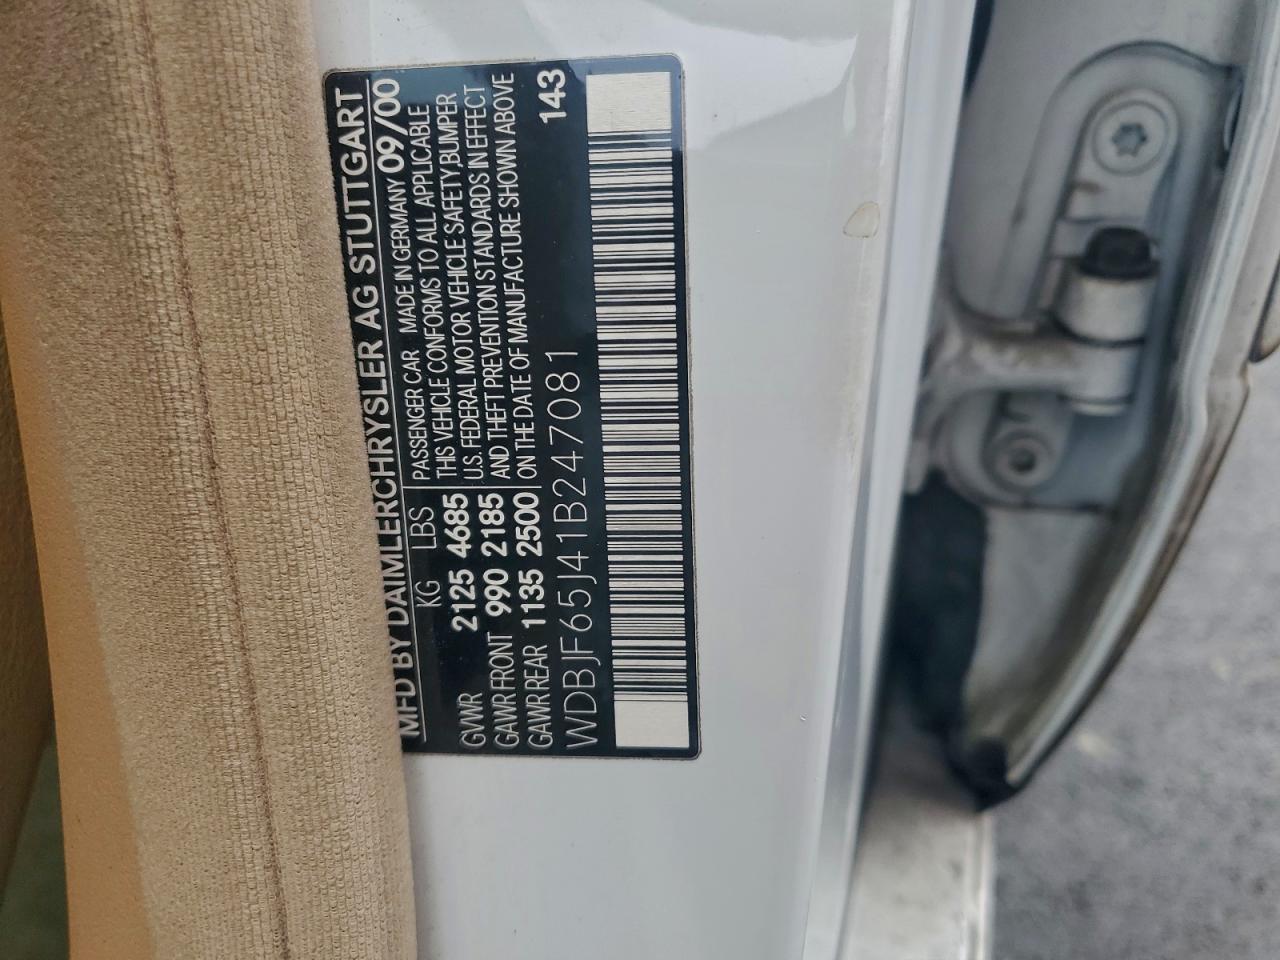 MFD BY DAIMLERCHRYSLER AG STUTTGART
KG LBS PASSENGER CAR MADE IN GERMANY 09/00
GVWR 2125 4685 THIS VEHICLE CONFORMS TO ALL APPLICABLE
GAWR FRONT 990 2185 U.S. FEDERAL MOTOR VEHICLE SAFETY,BUMPER
GAWR REAR 1135 2500 AND THEFT PREVENTION STANDARDS IN EFFECT
ON THE DATE OF MANUFACTURE SHOWN ABOVE
WDBJF65J41B247081 143